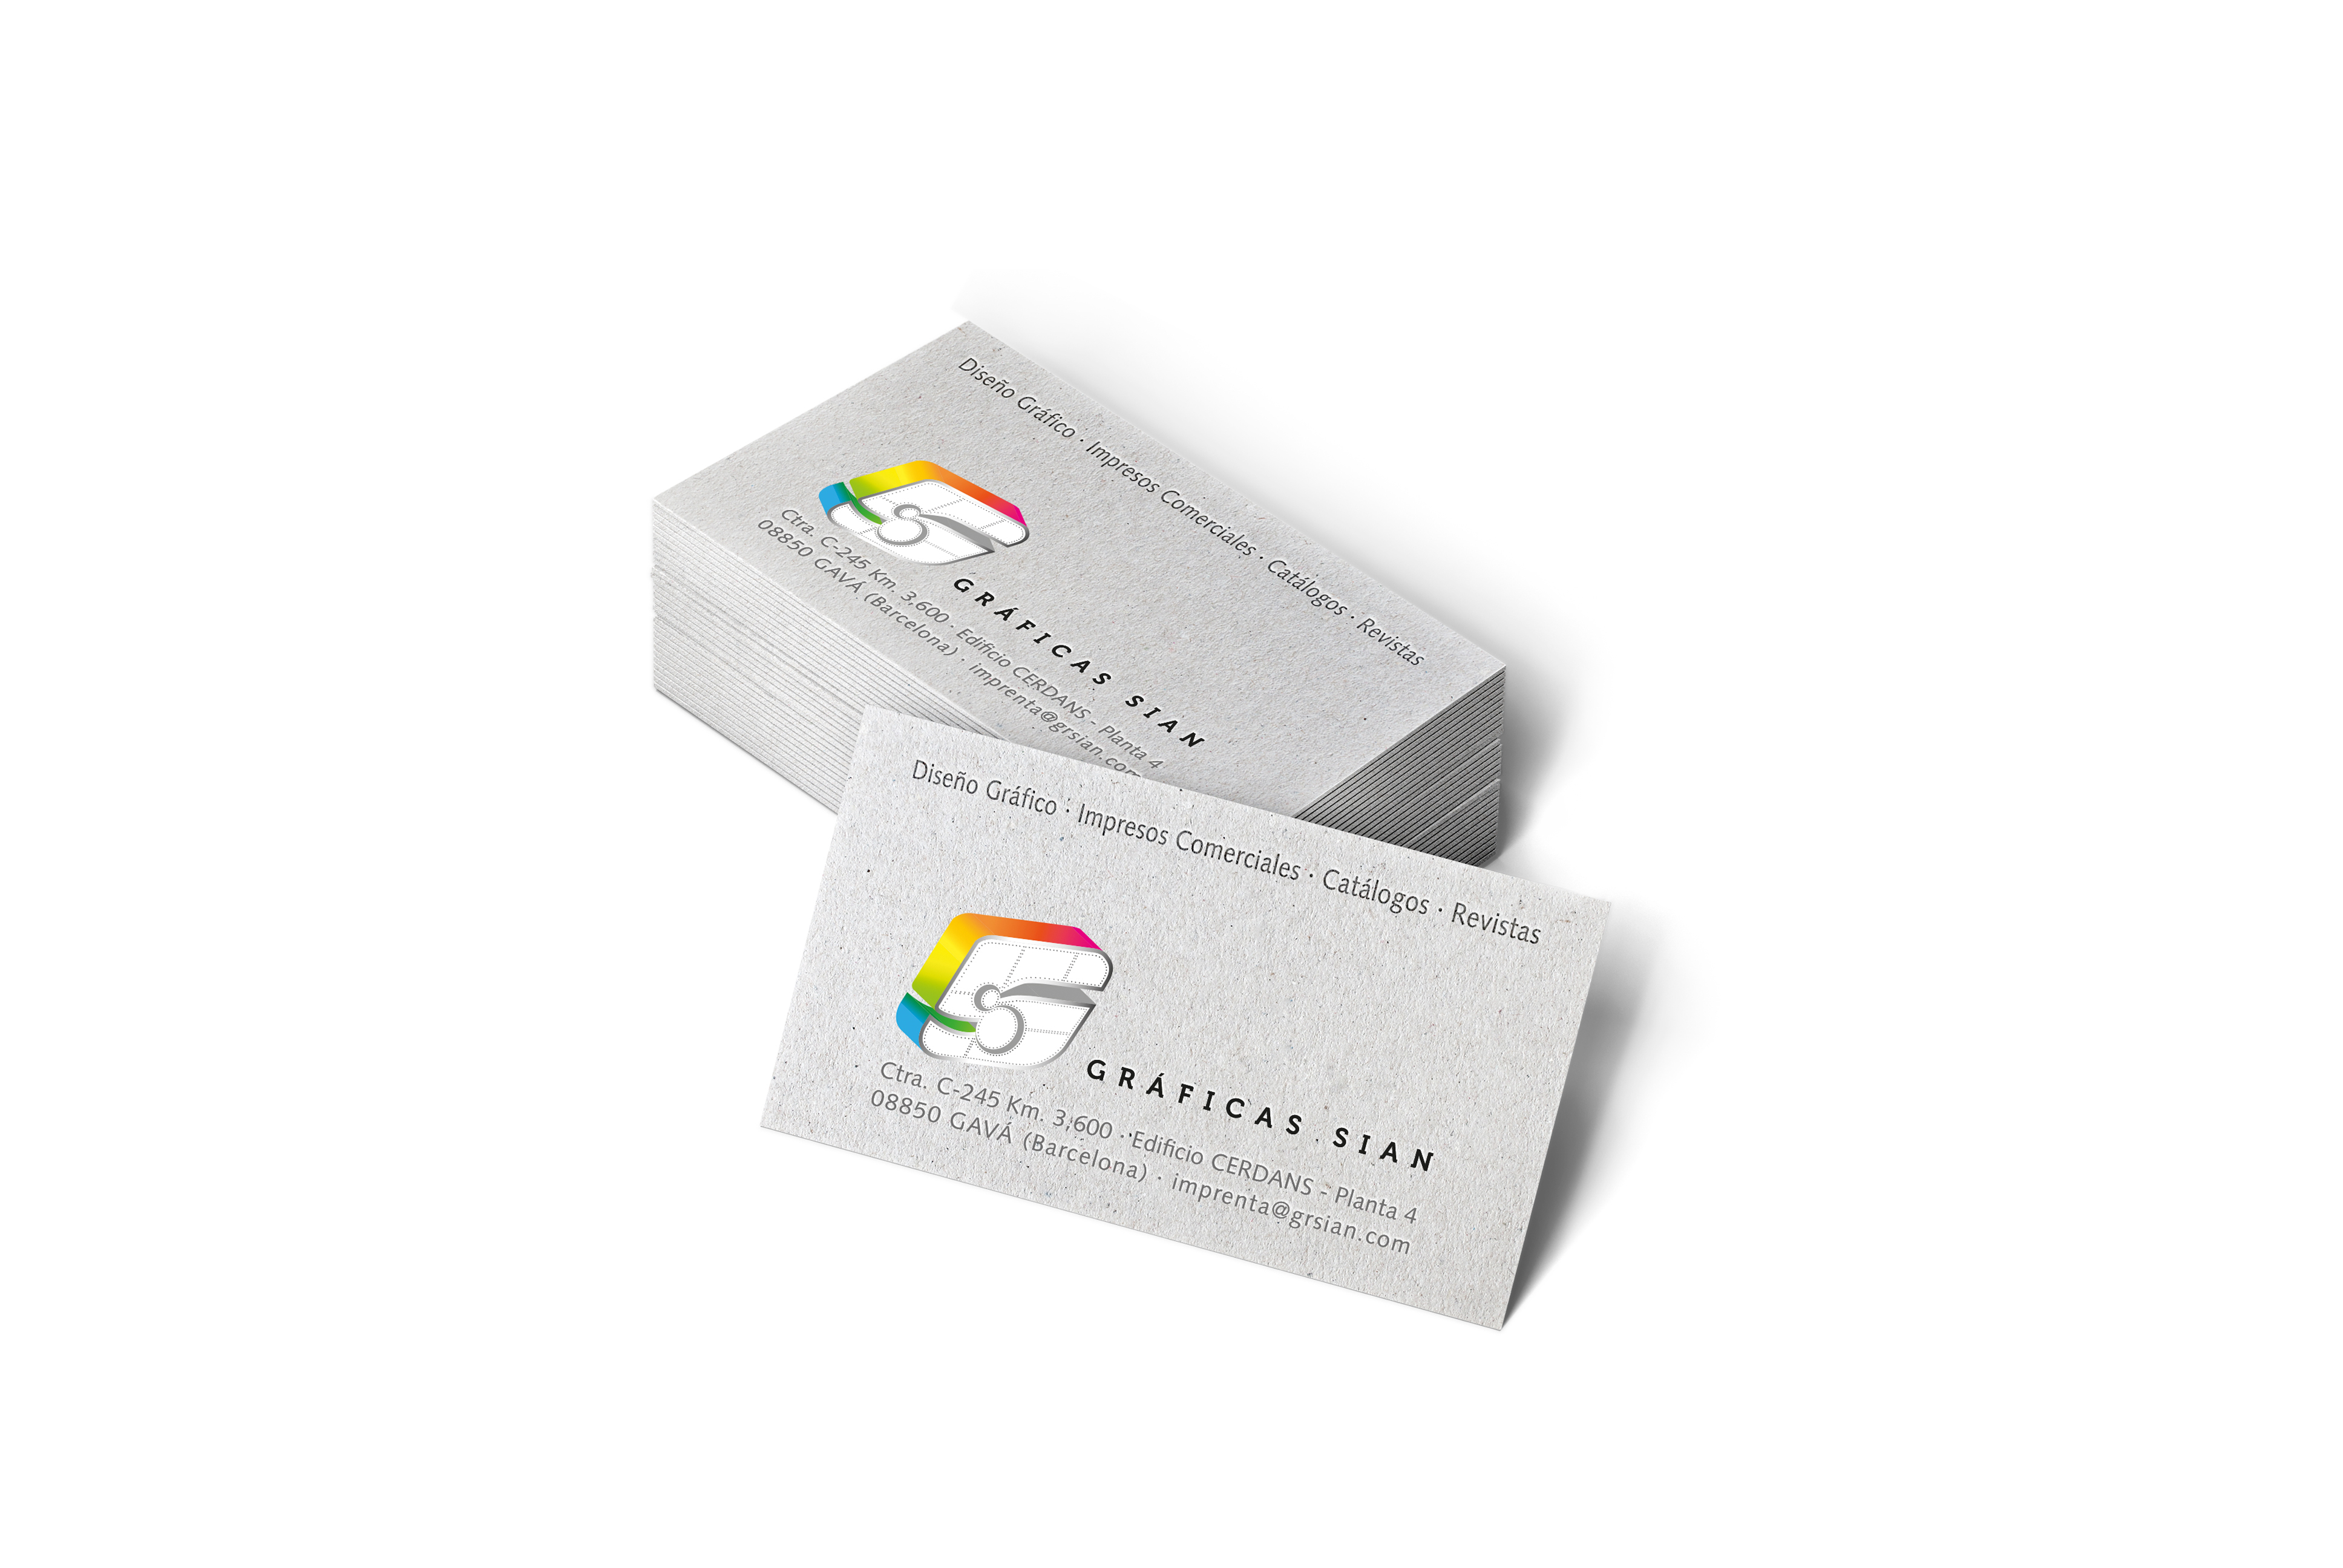 Diseño Gráfico · Impresos Comerciales · Catálogos · Revistas
GRÁFICAS SIAN
Ctra. C-245 Km. 3,600 · Edificio CERDANS - Planta 4
08850 GAVÁ (Barcelona) · imprenta@grsian.com
Diseño Gráfico · Impresos Comerciales · Catálogos · Revistas
GRÁFICAS SIAN
Ctra. C-245 Km. 3,600 · Edificio CERDANS - Planta 4
08850 GAVÁ (Barcelona) · imprenta@grsian.com